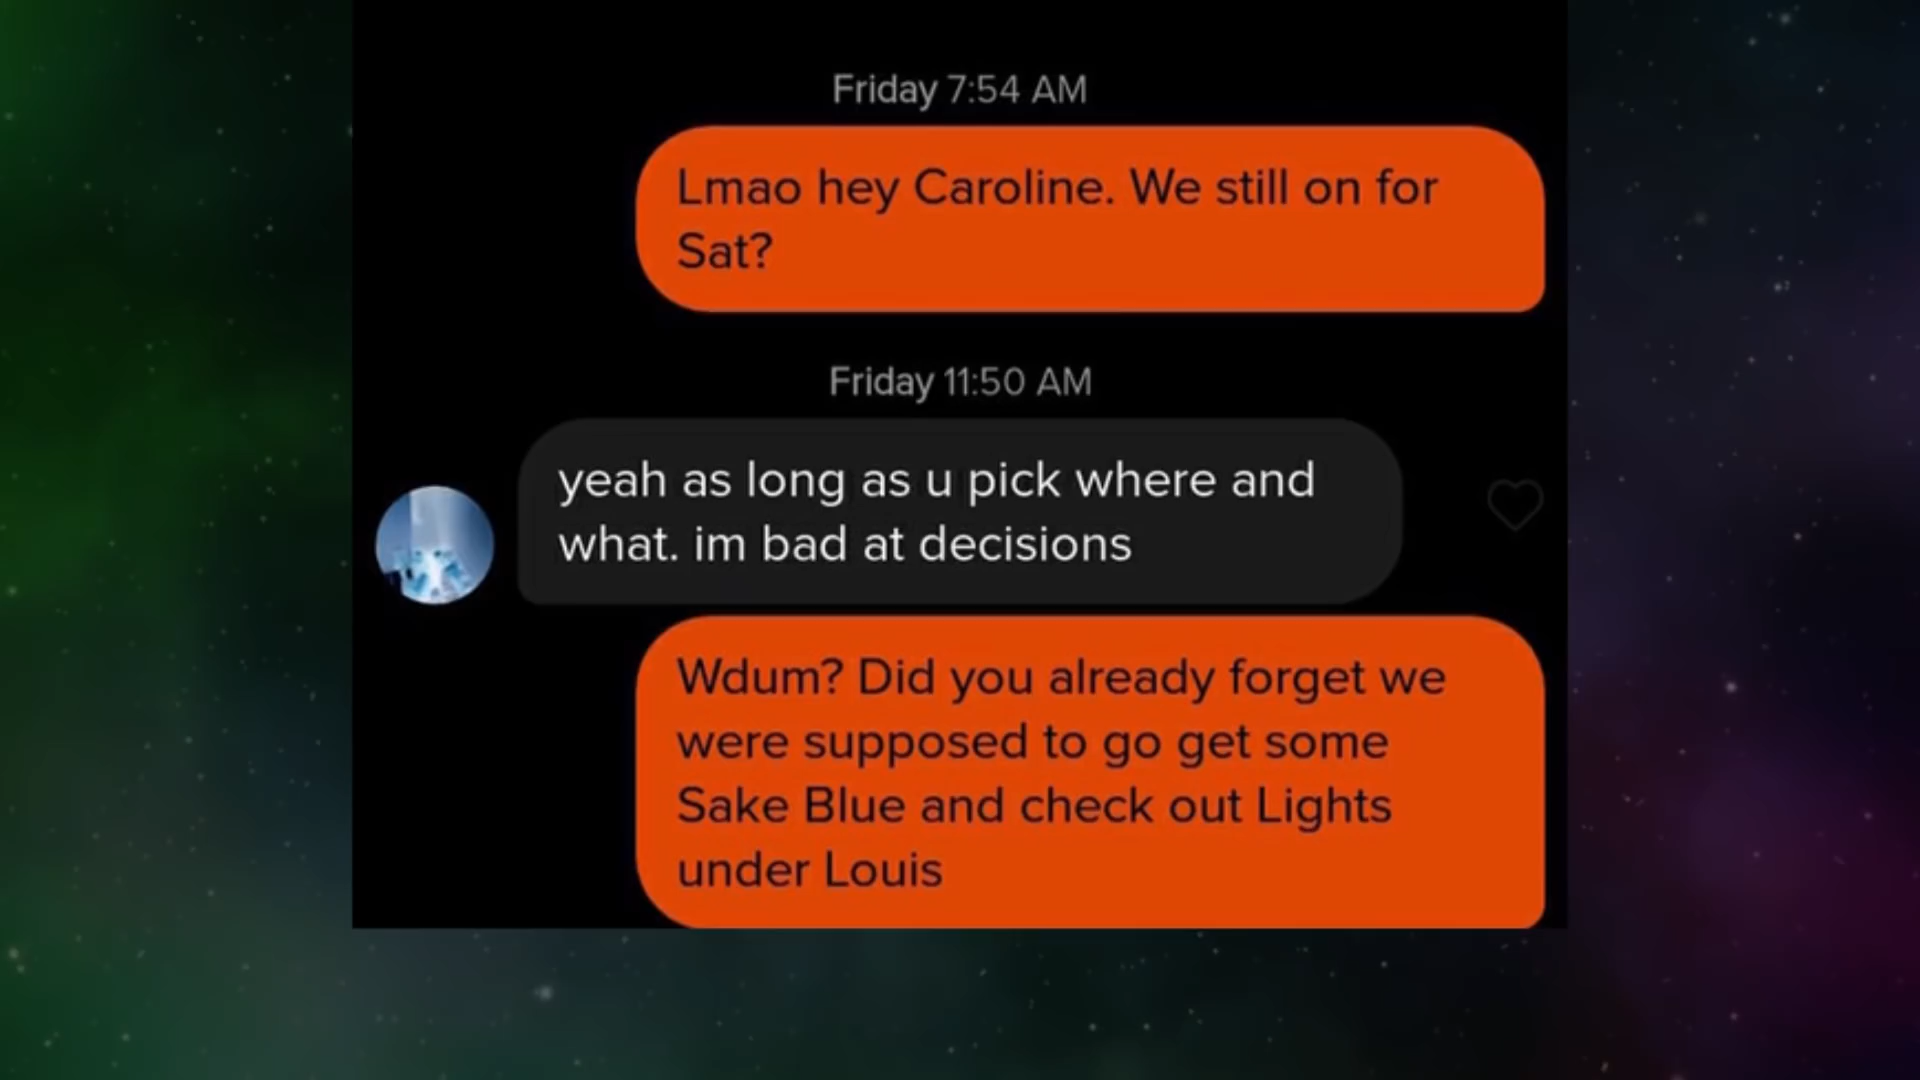 Friday 7:54 AM
Lmao hey Caroline. We still on for
Sat?
Friday 11:50 AM
yeah as long as u pick where and
what. im bad at decisions
Wdum? Did you already forget we
were supposed to go get some
Sake Blue and check out Lights
under Louis